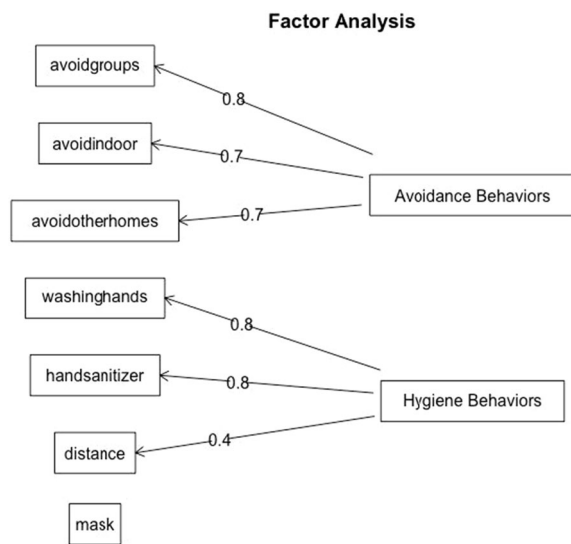 Factor Analysis
avoidgroups
0.8
avoidindoor
0.7
Avoidance Behaviors
avoidotherhomes
0.7
washinghands
0.8
handsanitizer
0.8
Hygiene Behaviors
distance
0.4
mask